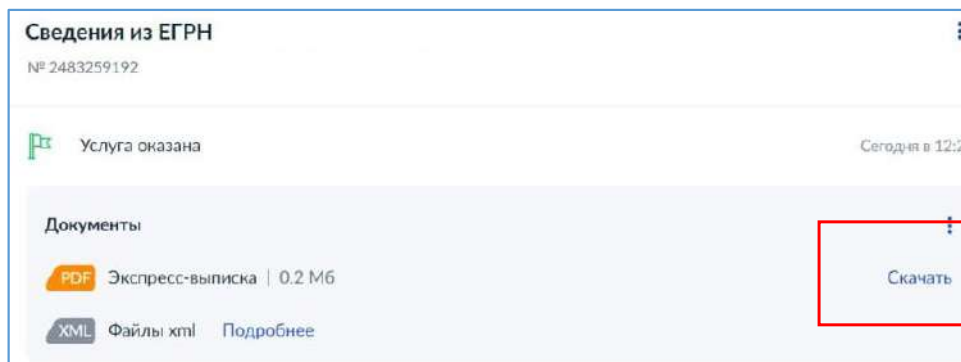 Сведения из ЕГРН
№ 2483259192
Услуга оказана
Сегодня в 12:2
Документы
PDF Экспресс-выписка | 0.2 Мб Скачать
XML Файлы xml Подробнее